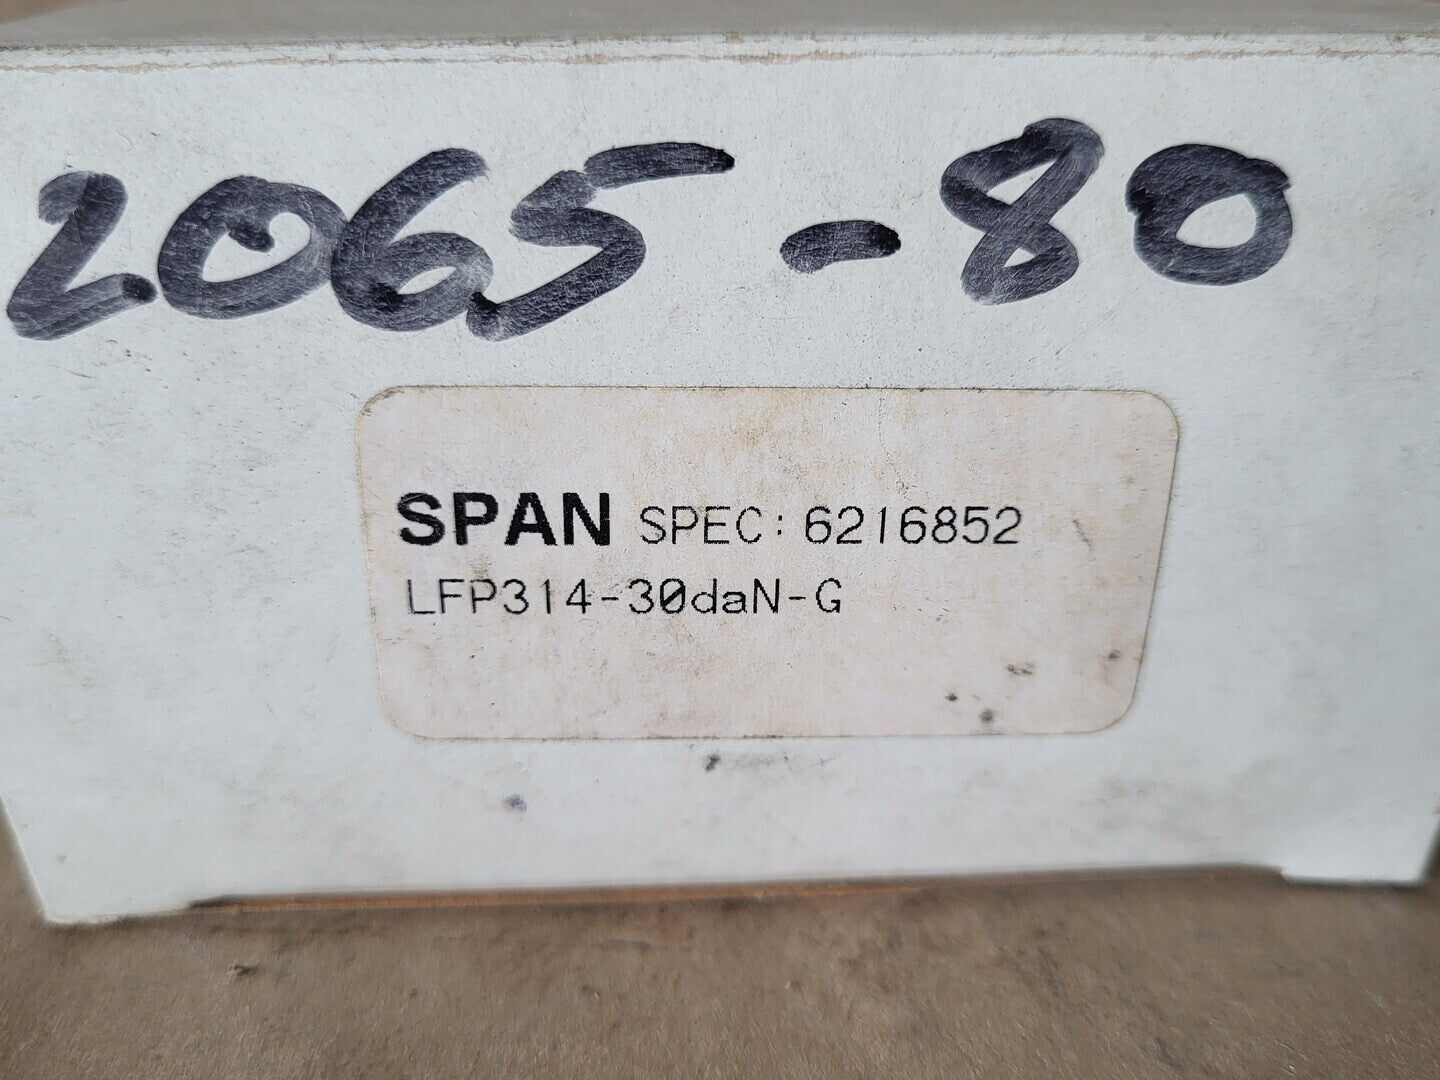 2065-80
SPAN SPEC: 6216852
LFP314-30daN-G